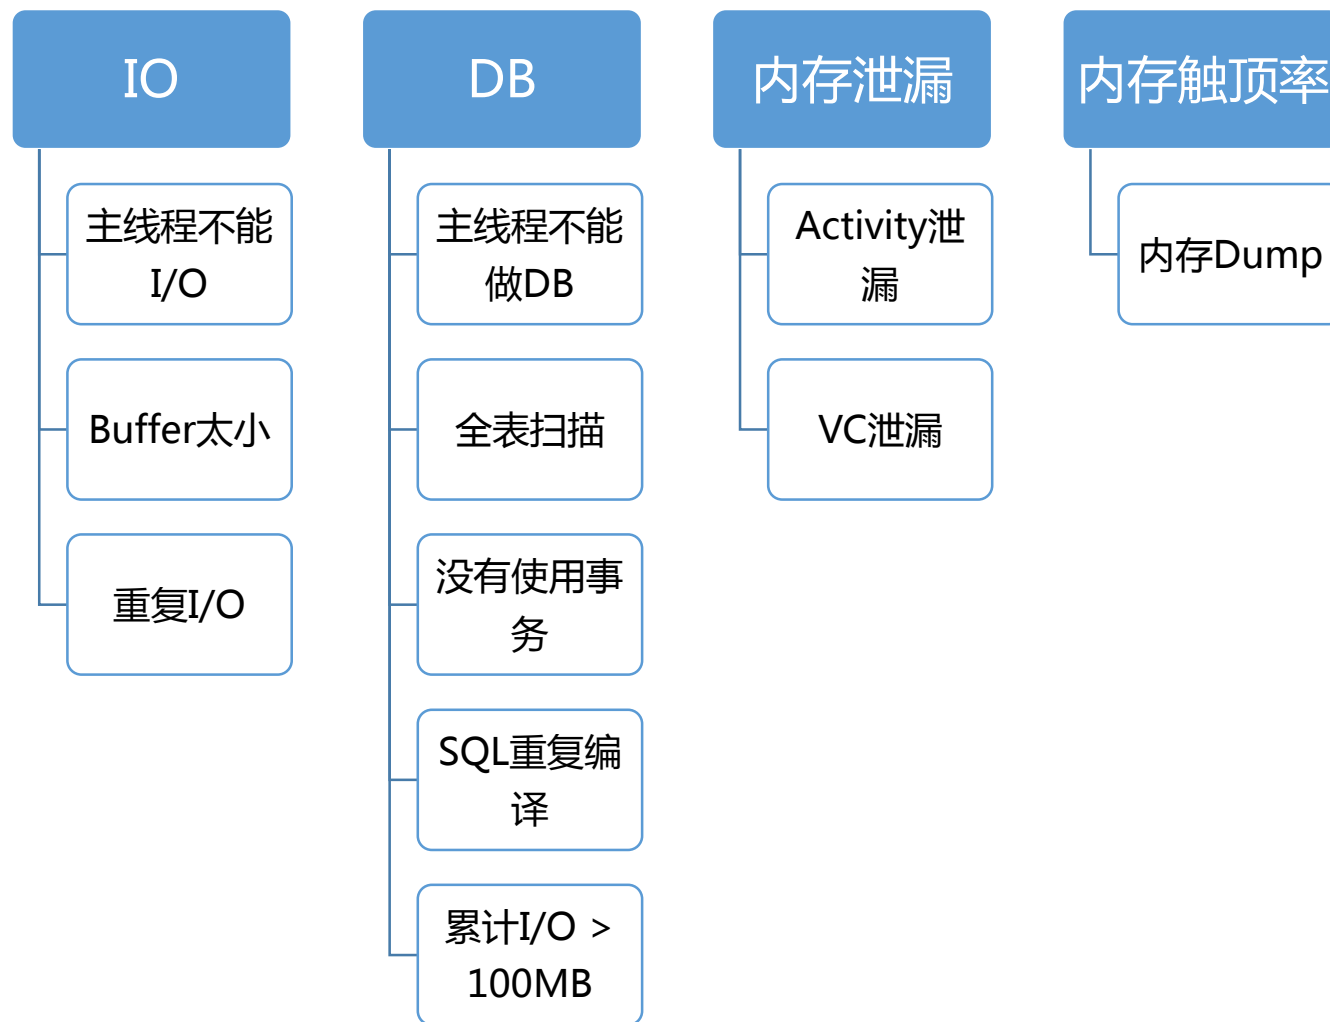 IO
主线程不能
I/O
Buffer太小
重复I/O
DB
主线程不能
做DB
全表扫描
没有使用事
务
SQL重复编
译
累计I/O >
100MB
内存泄漏
Activity泄
漏
VC泄漏
内存触顶率
内存Dump